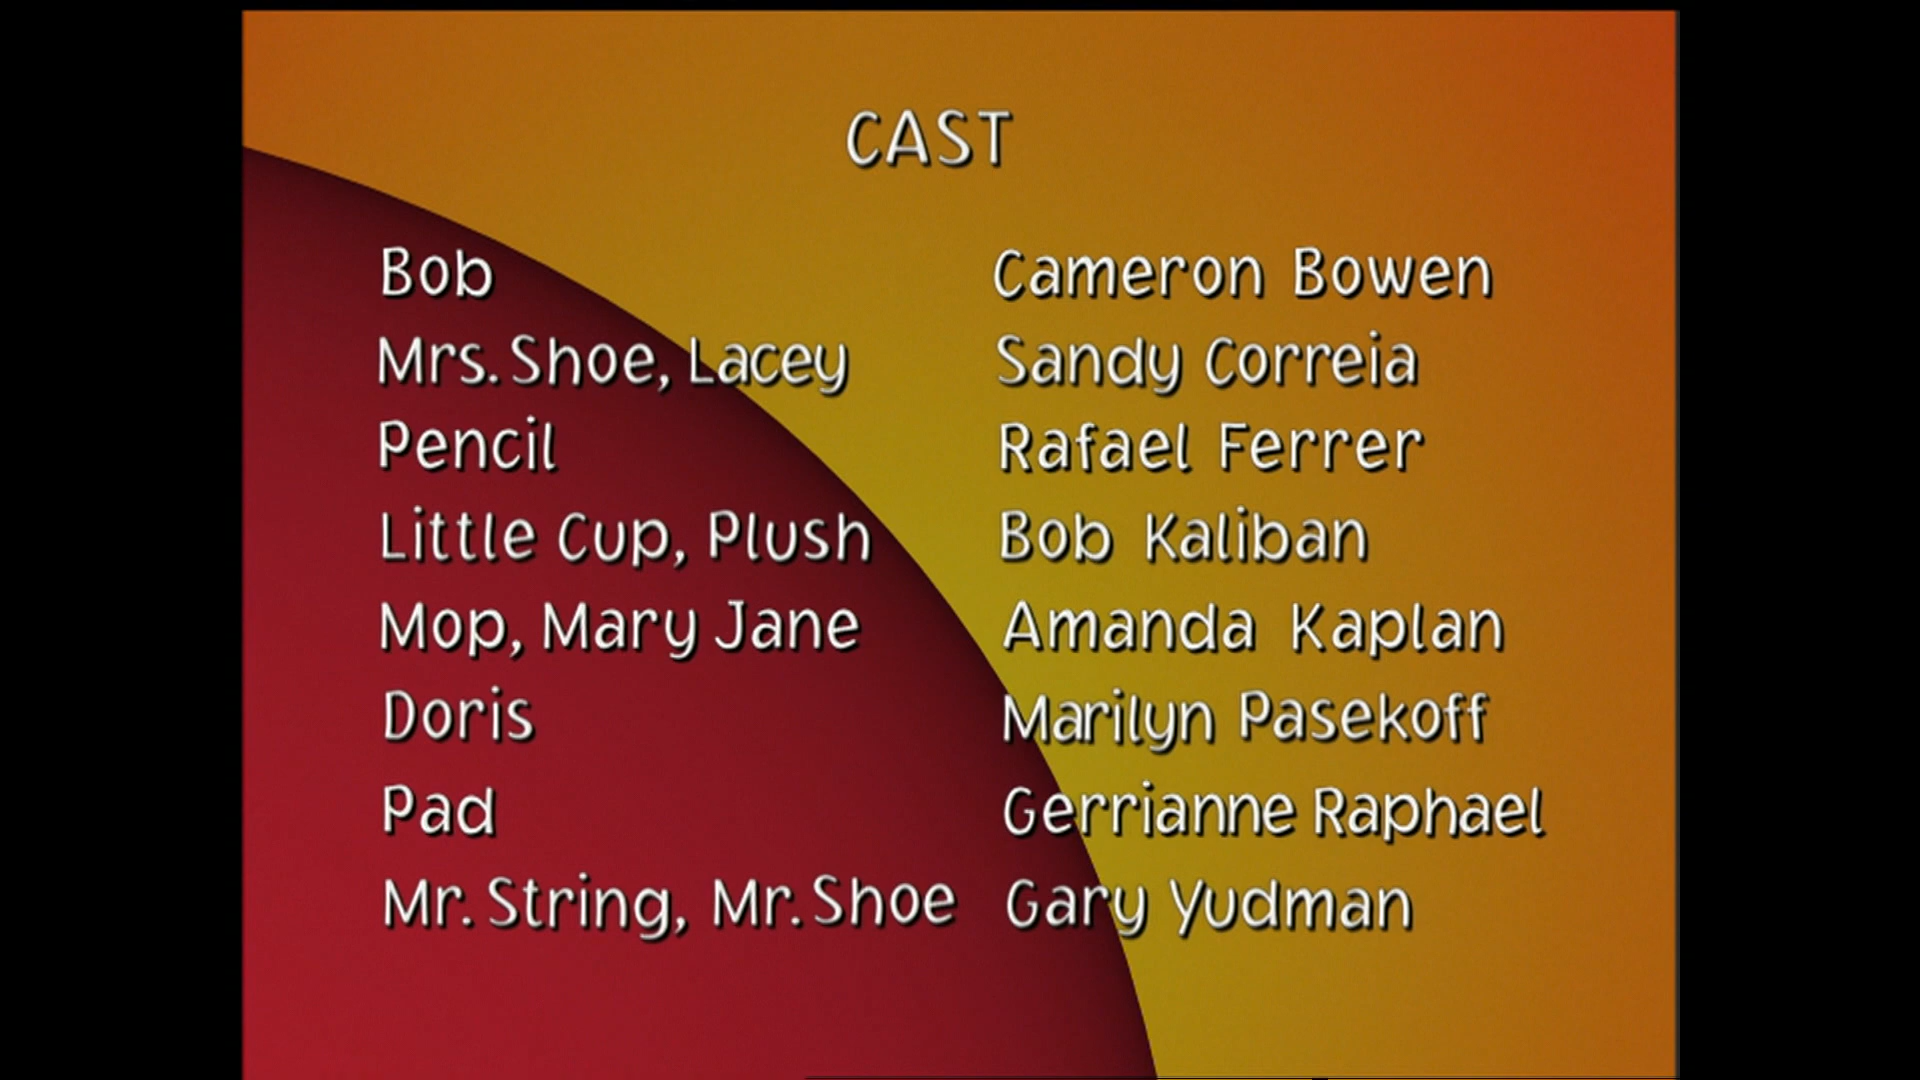 CAST
Bob Cameron Bowen
Mrs. Shoe, Lacey Sandy Correia
Pencil Rafael Ferrer
Little Cup, Plush Bob Kaliban
Mop, Mary Jane Amanda Kaplan
Doris Marilyn Pasekoff
Pad Gerrianne Raphael
Mr. String, Mr. Shoe Gary Yudman